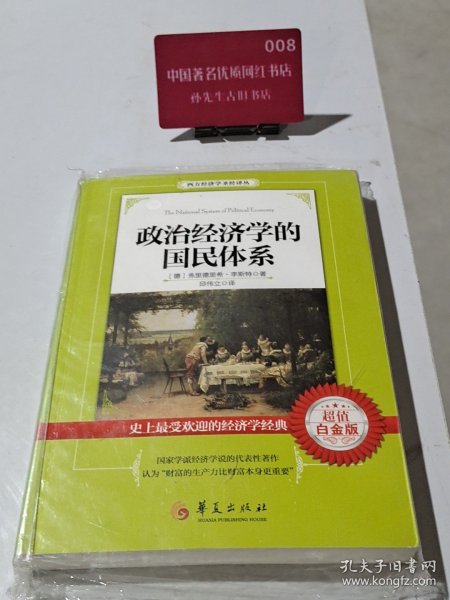 008
中国著名优质网红书店
孙先生古旧书店
西方经济学圣经译丛
The National System of Political Economy
政治经济学的
国民体系
［德］弗里德里希·李斯特◎著
邱伟立◎译
史上最受欢迎的经济学经典
超值
白金版
国家学派经济学说的代表性著作
认为“财富的生产力比财富本身更重要”
华夏出版社
HUAXIA PUBLISHING HOUSE
孔夫子旧书网
www.kongfz.com